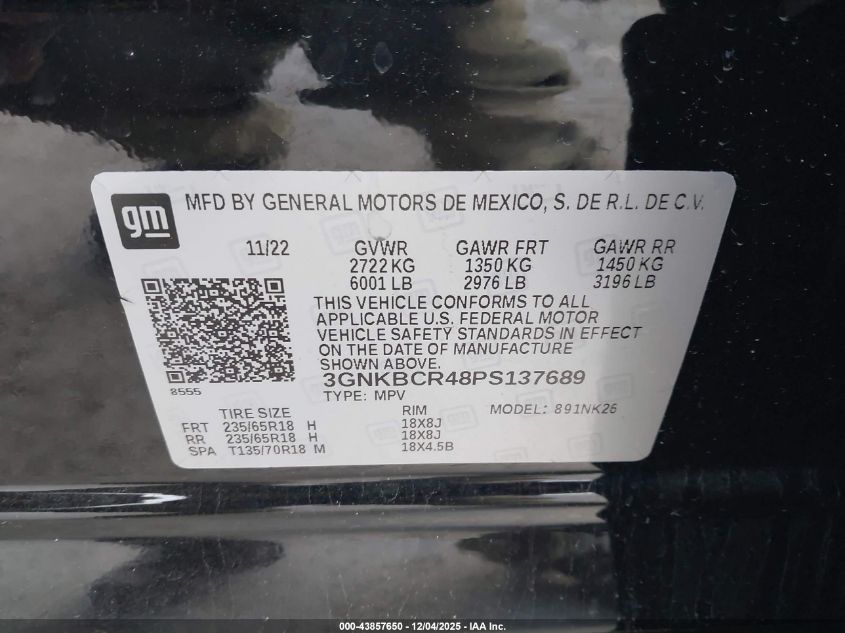 gm
MFD BY GENERAL MOTORS DE MEXICO, S. DE R.L. DE C.V.
11/22 GVWR GAWR FRT GAWR RR
2722 KG 1350 KG 1450 KG
6001 LB 2976 LB 3196 LB
THIS VEHICLE CONFORMS TO ALL
APPLICABLE U.S. FEDERAL MOTOR
VEHICLE SAFETY STANDARDS IN EFFECT
ON THE DATE OF MANUFACTURE
SHOWN ABOVE.
3GNKBCR48PS137689
8555
TYPE: MPV
TIRE SIZE RIM MODEL: 891NK26
FRT 235/65R18 H 18X8J
RR 235/65R18 H 18X8J
SPA T135/70R18 M 18X4.5B
000-43857650 - 12/04/2025 - IAA Inc.